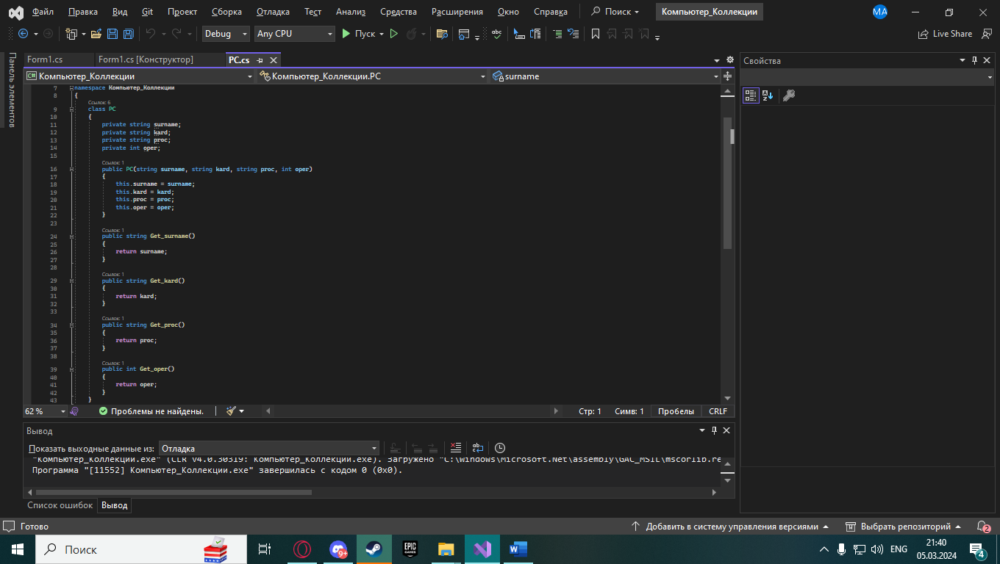 Файл Правка Вид Git Проект Сборка Отладка Тест Анализ Средства Расширения Окно Справка Поиск Компьютер_Коллекции MA
Debug Any CPU Пуск Live Share
Панель элементов
Form1.cs Form1.cs [Конструктор] PC.cs
Компьютер_Коллекции Компьютер_Коллекции.PC surname
7 namespace Компьютер_Коллекции
8 {
Ссылок: 6
9 class PC
10 {
11 private string surname;
12 private string kard;
13 private string proc;
14 private int oper;
15
Ссылок: 1
16 public PC(string surname, string kard, string proc, int oper)
17 {
18 this.surname = surname;
19 this.kard = kard;
20 this.proc = proc;
21 this.oper = oper;
22 }
23
Ссылок: 1
24 public string Get_surname()
25 {
26 return surname;
27 }
28
Ссылок: 1
29 public string Get_kard()
30 {
31 return kard;
32 }
33
Ссылок: 1
34 public string Get_proc()
35 {
36 return proc;
37 }
38
Ссылок: 1
39 public int Get_oper()
40 {
41 return oper;
42 }
43 }
62 % Проблемы не найдены. Стр: 1 Симв: 1 Пробелы CRLF
Свойства
Вывод
Показать выходные данные из: Отладка
"Компьютер_Коллекции.exe" (CLR v4.0.30319: Компьютер_Коллекции.exe). Загружено "C:\Windows\Microsoft.Net\assembly\GAC_MSIL\mscorlib.re
Программа "[11552] Компьютер_Коллекции.exe" завершилась с кодом 0 (0x0).
Список ошибок Вывод
Готово Добавить в систему управления версиями Выбрать репозиторий 2
Поиск 9+ EPIC GAMES ENG 21:40 05.03.2024 4